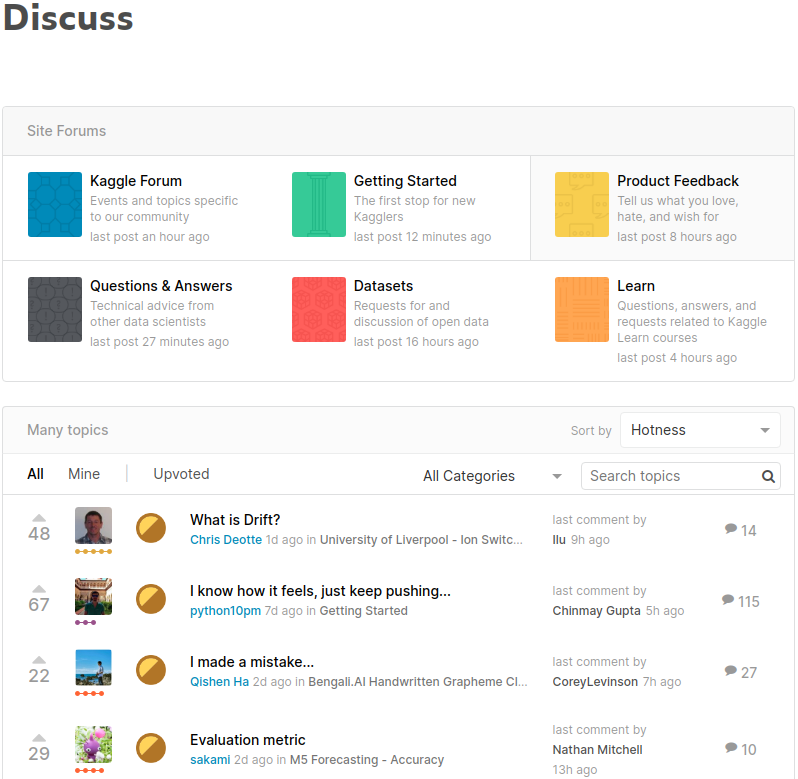 Discuss
Site Forums
Kaggle Forum
Events and topics specific
to our community
last post an hour ago
Getting Started
The first stop for new
Kagglers
last post 12 minutes ago
Product Feedback
Tell us what you love,
hate, and wish for
last post 8 hours ago
Questions & Answers
Technical advice from
other data scientists
last post 27 minutes ago
Datasets
Requests for and
discussion of open data
last post 16 hours ago
Learn
Questions, answers, and
requests related to Kaggle
Learn courses
last post 4 hours ago
Many topics
Sort by
Hotness
All
Mine
Upvoted
All Categories
Search topics
48
What is Drift?
Chris Deotte 1d ago in University of Liverpool - Ion Switc...
last comment by
Ilu 9h ago
14
67
I know how it feels, just keep pushing...
python10pm 7d ago in Getting Started
last comment by
Chinmay Gupta 5h ago
115
22
I made a mistake...
Qishen Ha 2d ago in Bengali.AI Handwritten Grapheme Cl...
last comment by
CoreyLevinson 7h ago
27
29
Evaluation metric
sakami 2d ago in M5 Forecasting - Accuracy
last comment by
Nathan Mitchell
13h ago
10